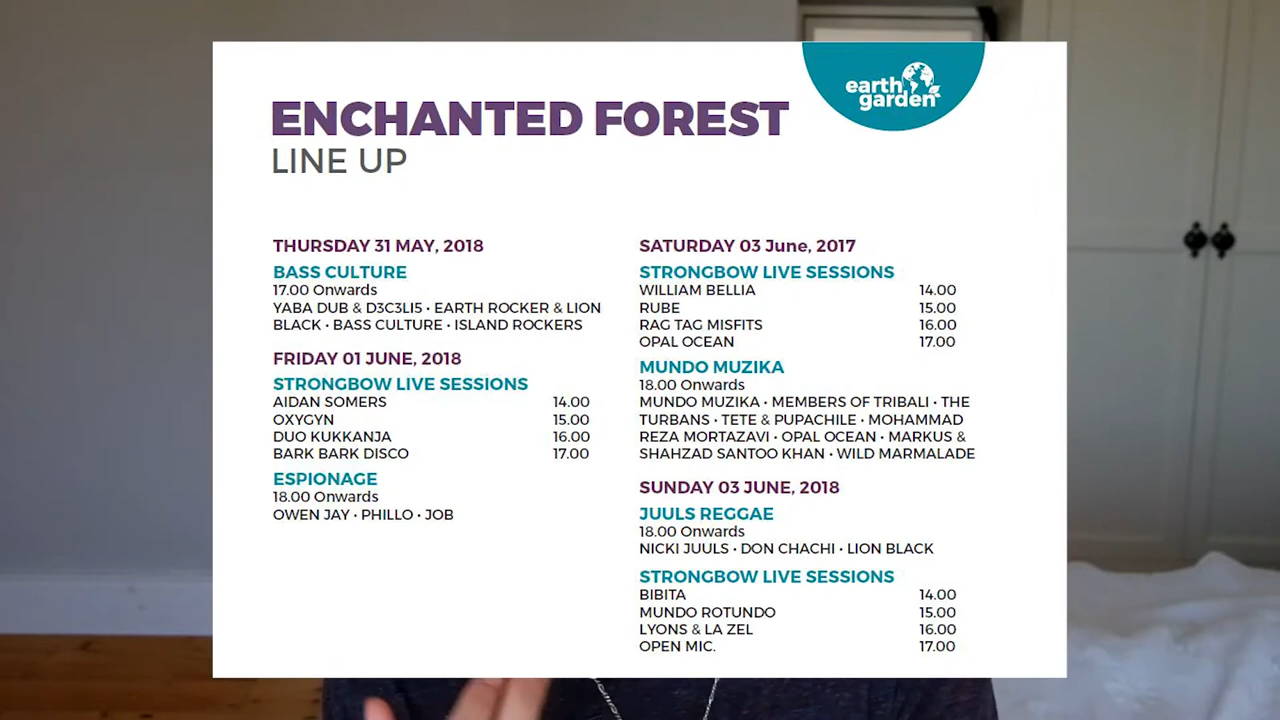 earth
garden
ENCHANTED FOREST
LINE UP
THURSDAY 31 MAY, 2018
BASS CULTURE
17.00 Onwards
YABA DUB & D3C3LI5 • EARTH ROCKER & LION
BLACK • BASS CULTURE • ISLAND ROCKERS
FRIDAY 01 JUNE, 2018
STRONGBOW LIVE SESSIONS
AIDAN SOMERS 14.00
OXYGYN 15.00
DUO KUKKANJA 16.00
BARK BARK DISCO 17.00
ESPIONAGE
18.00 Onwards
OWEN JAY • PHILLO • JOB
SATURDAY 03 June, 2017
STRONGBOW LIVE SESSIONS
WILLIAM BELLIA 14.00
RUBE 15.00
RAG TAG MISFITS 16.00
OPAL OCEAN 17.00
MUNDO MUZIKA
18.00 Onwards
MUNDO MUZIKA • MEMBERS OF TRIBALI • THE
TURBANS • TETE & PUPACHILE • MOHAMMAD
REZA MORTAZAVI • OPAL OCEAN • MARKUS &
SHAHZAD SANTOO KHAN • WILD MARMALADE
SUNDAY 03 JUNE, 2018
JUULS REGGAE
18.00 Onwards
NICKI JUULS • DON CHACHI • LION BLACK
STRONGBOW LIVE SESSIONS
BIBITA 14.00
MUNDO ROTUNDO 15.00
LYONS & LA ZEL 16.00
OPEN MIC. 17.00